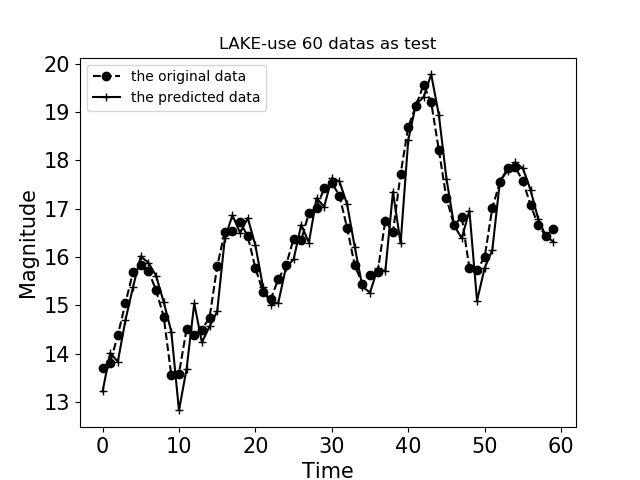 LAKE-use 60 datas as test
the original data
the predicted data
20
19
18
17
16
15
14
13
Magnitude
0 10 20 30 40 50 60
Time